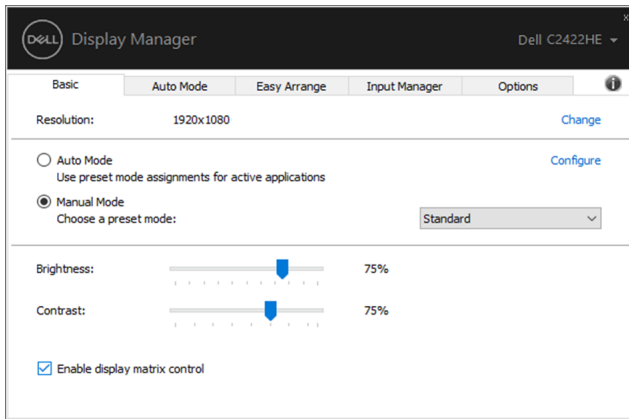 DELL Display Manager Dell C2422HE
Basic Auto Mode Easy Arrange Input Manager Options
Resolution: 1920x1080 Change
Auto Mode Configure
Use preset mode assignments for active applications
Manual Mode
Choose a preset mode: Standard
Brightness: 75%
Contrast: 75%
Enable display matrix control